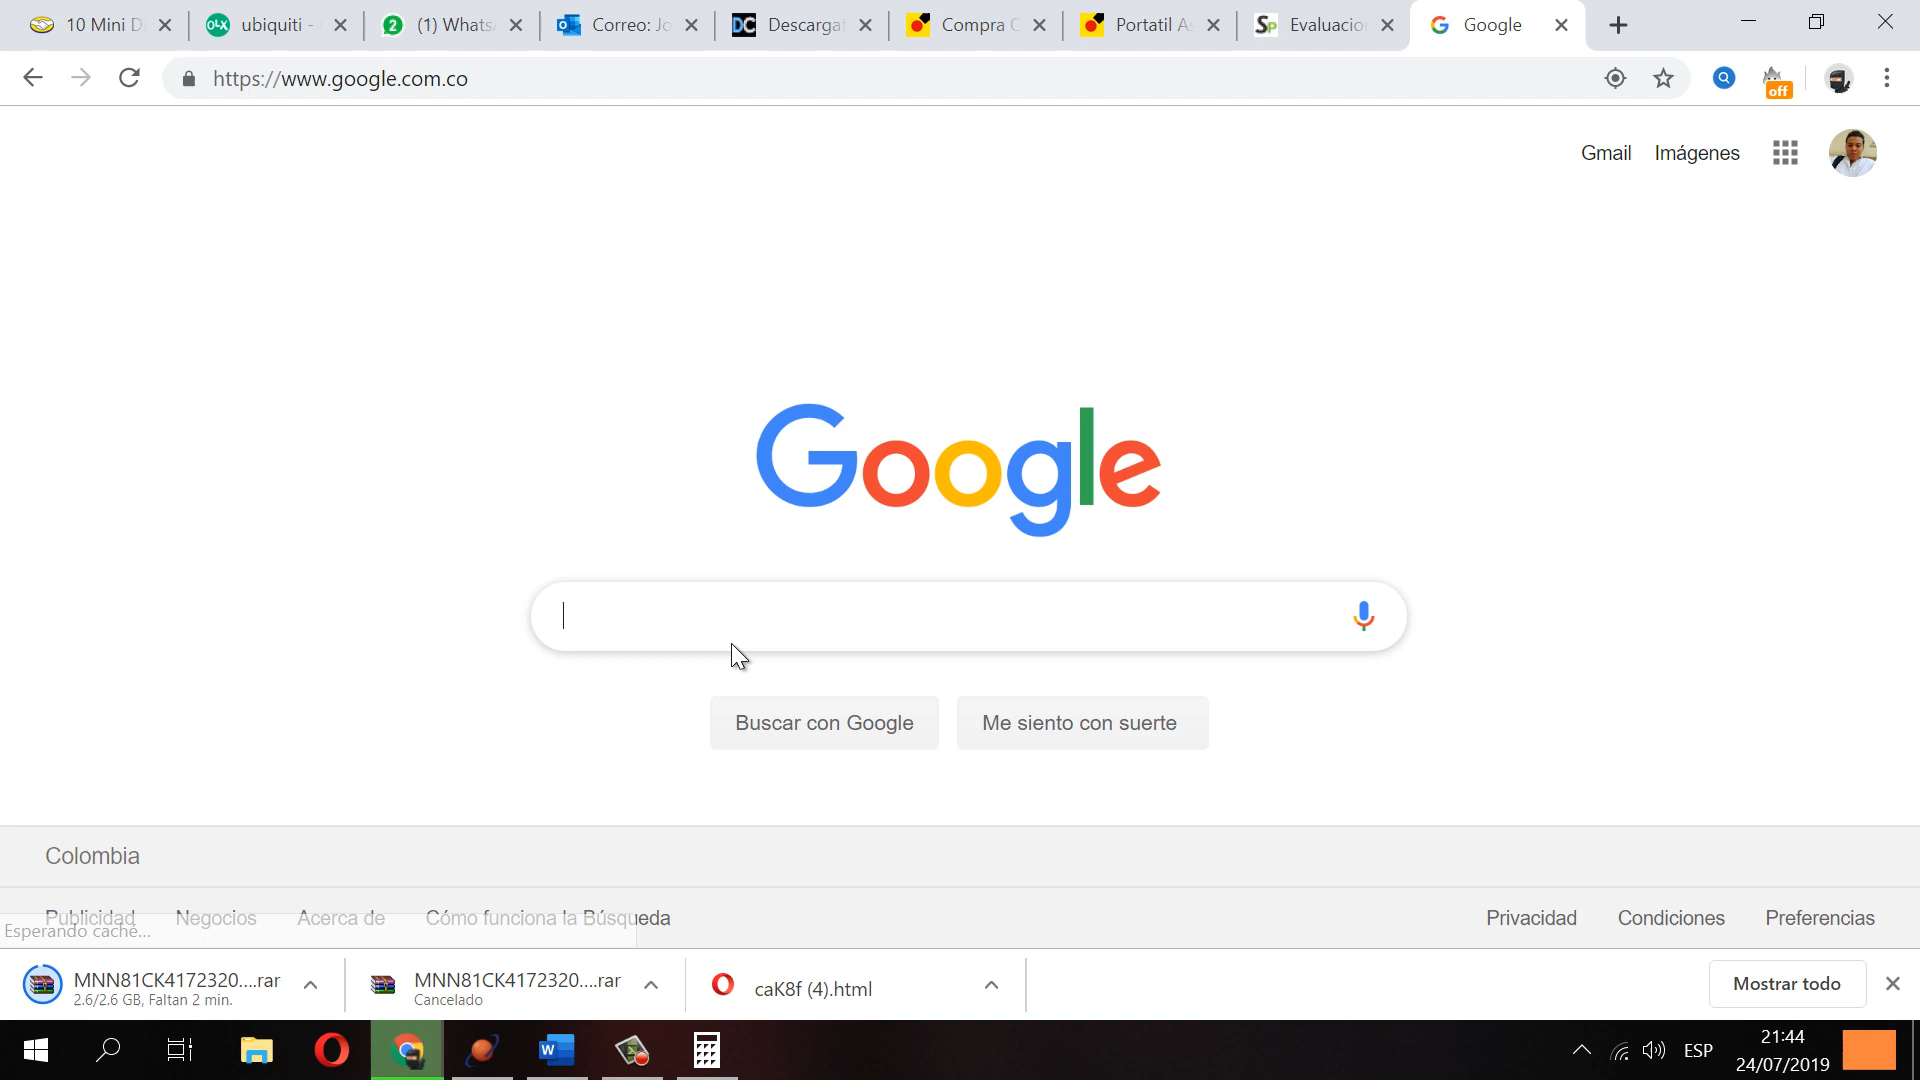 10 Mini D
ubiquiti -
(1) Whats
Correo: Jo
Descargat
Compra C
Portatil As
Evaluacion
Google
https://www.google.com.co
off
Gmail
Imágenes
Google
Buscar con Google
Me siento con suerte
Colombia
Publicidad
Negocios
Acerca de
Cómo funciona la Búsqueda
Privacidad
Condiciones
Preferencias
Esperando caché...
MNN81CK4172320....rar
2.6/2.6 GB, Faltan 2 min.
MNN81CK4172320....rar
Cancelado
caK8f (4).html
Mostrar todo
ESP
21:44
24/07/2019